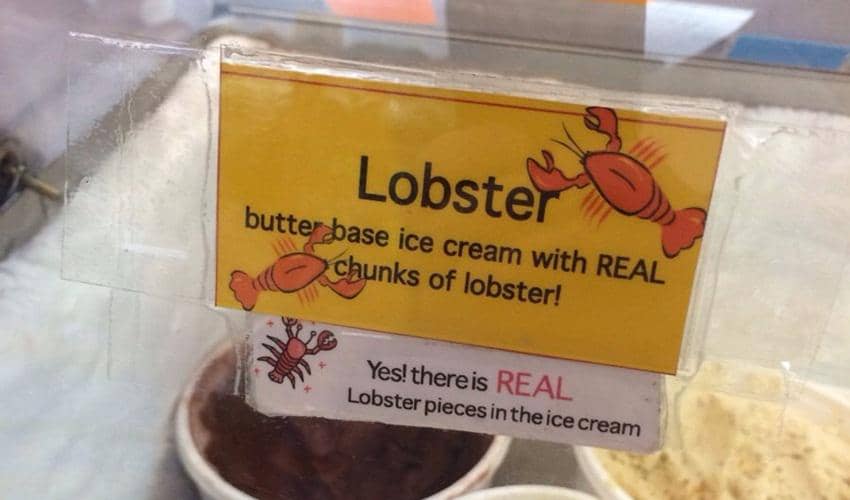 Lobster
butter base ice cream with REAL
chunks of lobster!
Yes! there is REAL
Lobster pieces in the ice cream